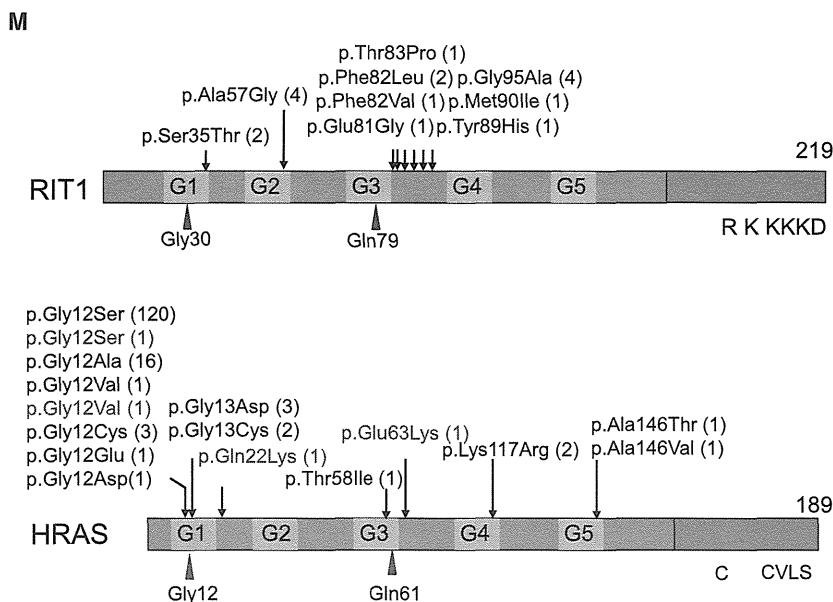 M
p.Thr83Pro (1)
p.Phe82Leu (2) p.Gly95Ala (4)
p.Ala57Gly (4) p.Phe82Val (1) p.Met90Ile (1)
p.Ser35Thr (2) p.Glu81Gly (1) p.Tyr89His (1)
219
RIT1 G1 G2 G3 G4 G5
R K KKKD
Gly30 Gln79
p.Gly12Ser (120)
p.Gly12Ser (1)
p.Gly12Ala (16)
p.Gly12Val (1)
p.Gly12Val (1) p.Gly13Asp (3)
p.Gly12Cys (3) p.Gly13Cys (2) p.Glu63Lys (1) p.Ala146Thr (1)
p.Gly12Glu (1) p.Gln22Lys (1) p.Lys117Arg (2) p.Ala146Val (1)
p.Gly12Asp(1) p.Thr58Ile (1)
189
HRAS G1 G2 G3 G4 G5
C CVLS
Gly12 Gln61